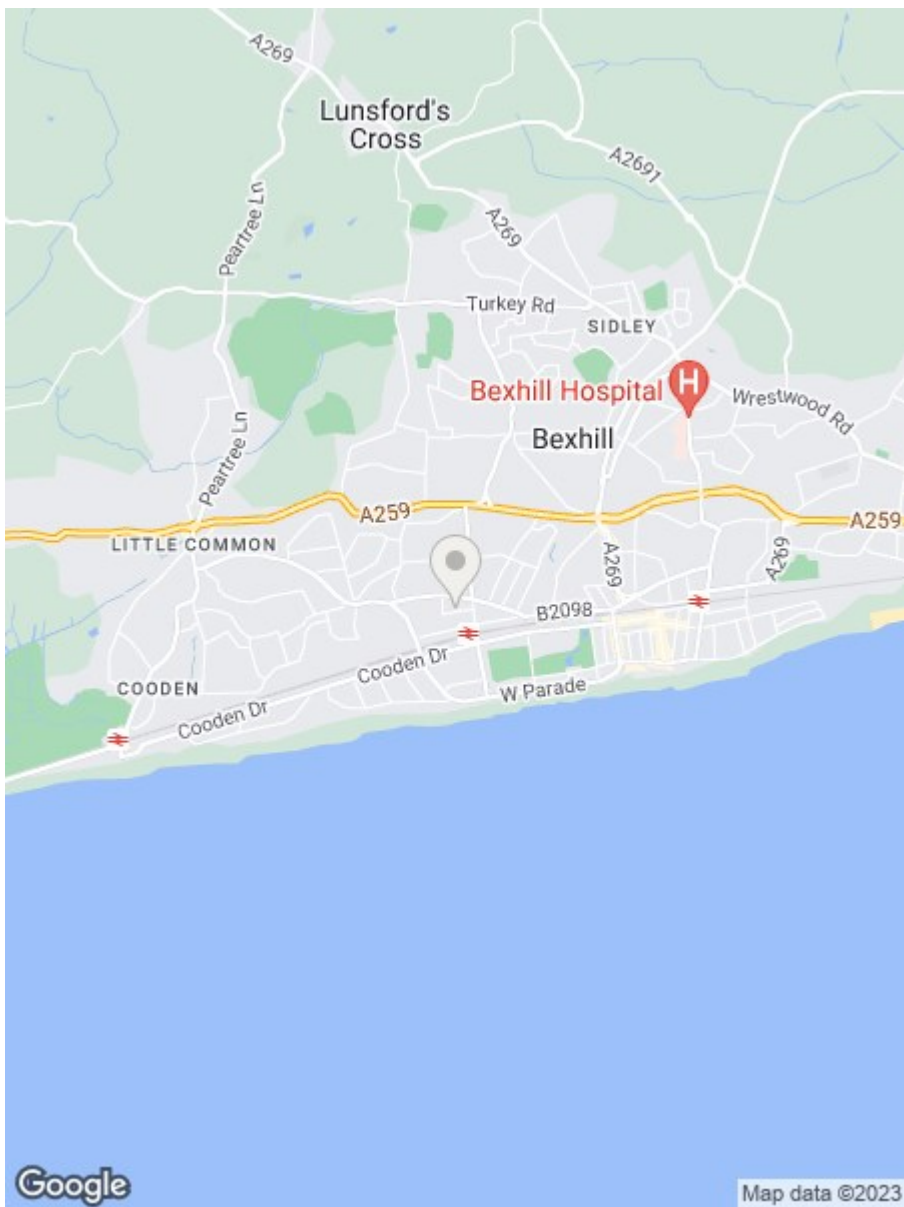 A269
Lunsford's
Cross
A2691
Peartree Ln
A269
Turkey Rd
SIDLEY
Bexhill Hospital
H
Wrestwood Rd
Bexhill
Peartree Ln
A259
A259
LITTLE COMMON
A269
A269
B2098
Cooden Dr
COODEN
W Parade
Cooden Dr
Google
Map data ©2023